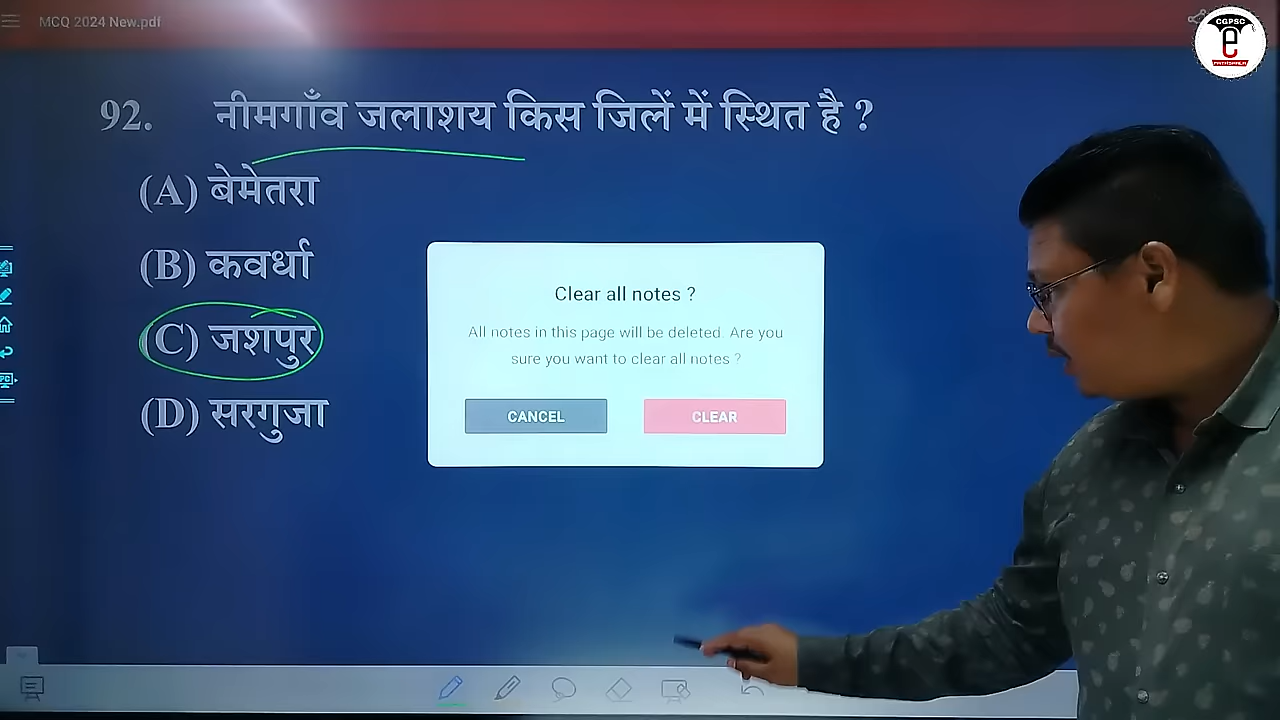 MCQ 2024 New.pdf
CGPSC
e
92. नीमगाँव जलाशय किस जिलें में स्थित है ?
(A) बेमेतरा
(B) कवर्धा
(C) जशपुर
(D) सरगुजा
Clear all notes ?
All notes in this page will be deleted. Are you
sure you want to clear all notes ?
CANCEL
CLEAR